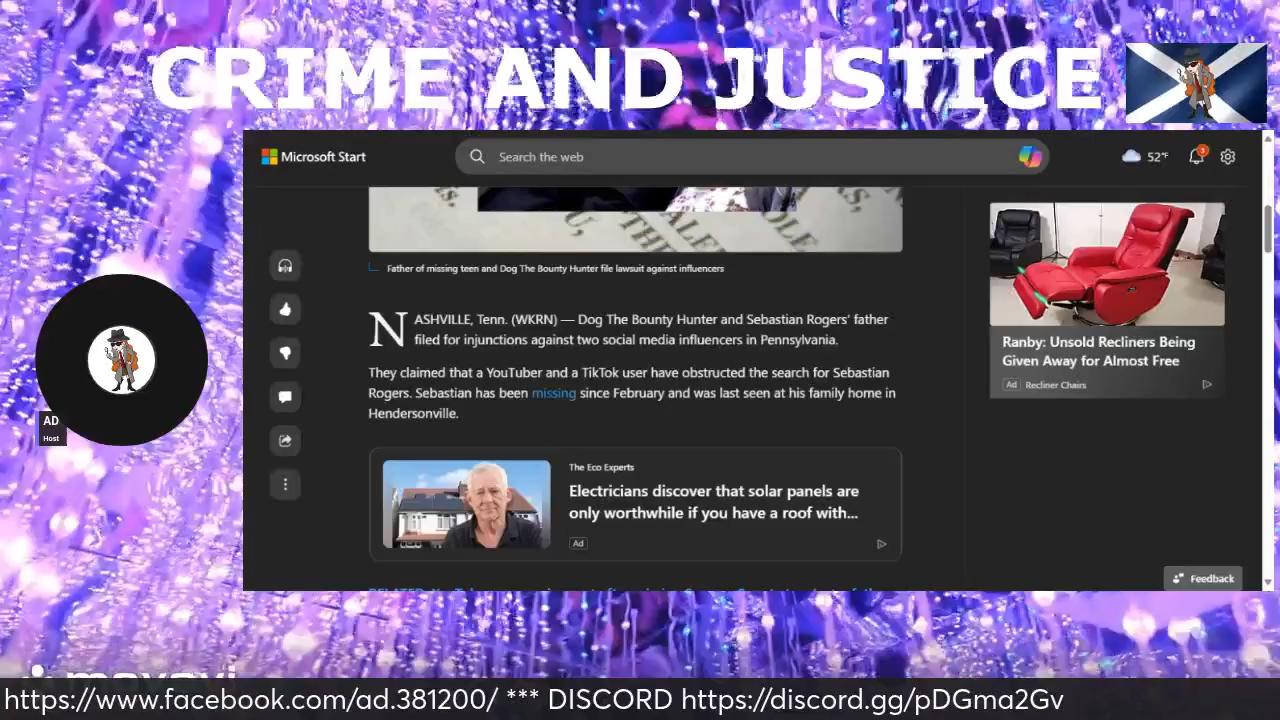 CRIME AND JUSTICE
Microsoft Start
Search the web
52°F
3
Father of missing teen and Dog The Bounty Hunter file lawsuit against influencers
NASHVILLE, Tenn. (WKRN) — Dog The Bounty Hunter and Sebastian Rogers' father
filed for injunctions against two social media influencers in Pennsylvania.
They claimed that a YouTuber and a TikTok user have obstructed the search for Sebastian
Rogers. Sebastian has been missing since February and was last seen at his family home in
Hendersonville.
The Eco Experts
Electricians discover that solar panels are
only worthwhile if you have a roof with...
Ad
Ranby: Unsold Recliners Being
Given Away for Almost Free
Ad Recliner Chairs
Feedback
AD
Host
https://www.facebook.com/ad.381200/ *** DISCORD https://discord.gg/pDGma2Gv